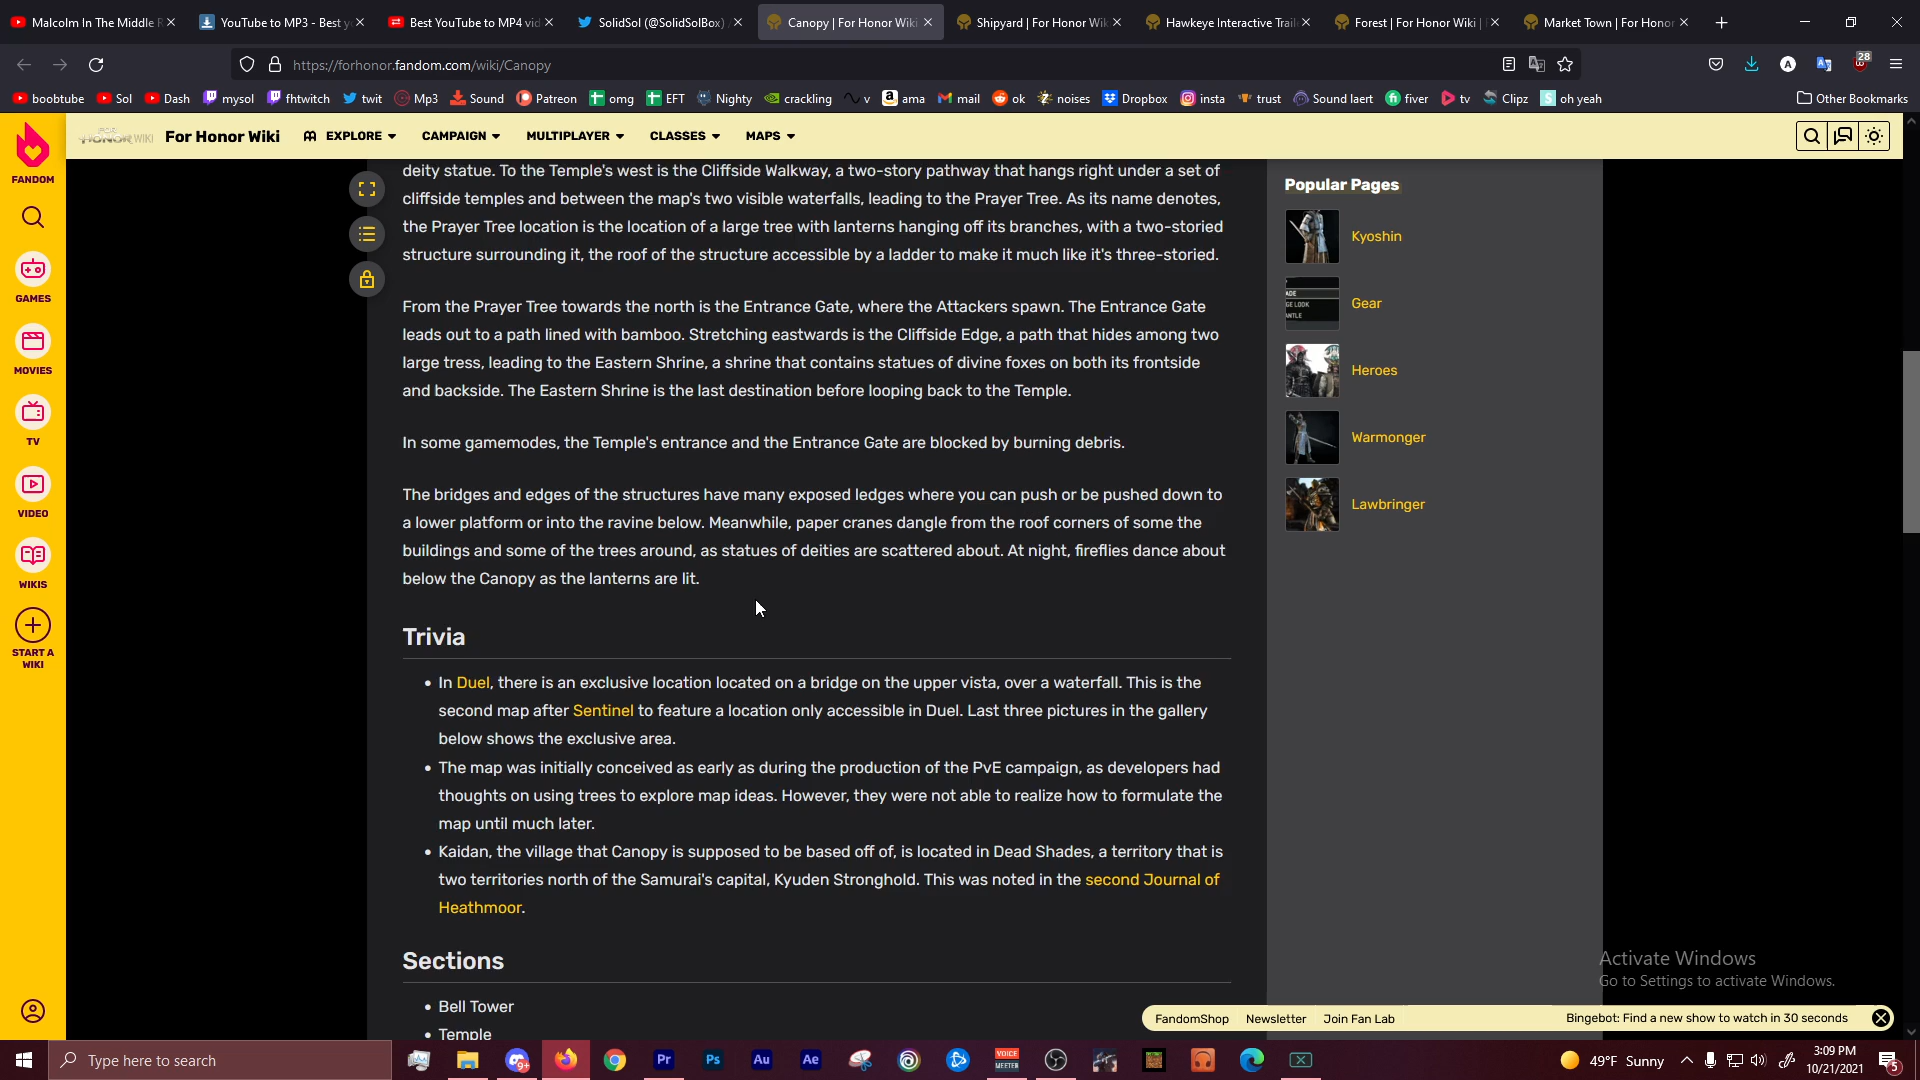 Malcolm In The Middle R
YouTube to MP3 - Best y
Best YouTube to MP4 vid
SolidSol (@SolidSolBox) /
Canopy | For Honor Wiki
Shipyard | For Honor Wik
Hawkeye Interactive Traile
Forest | For Honor Wiki |
Market Town | For Honor
https://forhonor.fandom.com/wiki/Canopy
28
boobtube
Sol
Dash
mysol
fhtwitch
twit
Mp3
Sound
Patreon
omg
EFT
Nighty
crackling
v
ama
mail
ok
noises
Dropbox
insta
trust
Sound laert
fiver
tv
Clipz
oh yeah
Other Bookmarks
For Honor Wiki
EXPLORE
CAMPAIGN
MULTIPLAYER
CLASSES
MAPS
FANDOM
GAMES
MOVIES
TV
VIDEO
WIKIS
START A
WIKI
deity statue. To the Temple's west is the Cliffside Walkway, a two-story pathway that hangs right under a set of
cliffside temples and between the map's two visible waterfalls, leading to the Prayer Tree. As its name denotes,
the Prayer Tree location is the location of a large tree with lanterns hanging off its branches, with a two-storied
structure surrounding it, the roof of the structure accessible by a ladder to make it much like it's three-storied.
From the Prayer Tree towards the north is the Entrance Gate, where the Attackers spawn. The Entrance Gate
leads out to a path lined with bamboo. Stretching eastwards is the Cliffside Edge, a path that hides among two
large tress, leading to the Eastern Shrine, a shrine that contains statues of divine foxes on both its frontside
and backside. The Eastern Shrine is the last destination before looping back to the Temple.
In some gamemodes, the Temple's entrance and the Entrance Gate are blocked by burning debris.
The bridges and edges of the structures have many exposed ledges where you can push or be pushed down to
a lower platform or into the ravine below. Meanwhile, paper cranes dangle from the roof corners of some the
buildings and some of the trees around, as statues of deities are scattered about. At night, fireflies dance about
below the Canopy as the lanterns are lit.
Trivia
• In Duel, there is an exclusive location located on a bridge on the upper vista, over a waterfall. This is the
second map after Sentinel to feature a location only accessible in Duel. Last three pictures in the gallery
below shows the exclusive area.
• The map was initially conceived as early as during the production of the PvE campaign, as developers had
thoughts on using trees to explore map ideas. However, they were not able to realize how to formulate the
map until much later.
• Kaidan, the village that Canopy is supposed to be based off of, is located in Dead Shades, a territory that is
two territories north of the Samurai's capital, Kyuden Stronghold. This was noted in the second Journal of
Heathmoor.
Sections
• Bell Tower
• Temple
Popular Pages
Kyoshin
Gear
Heroes
Warmonger
Lawbringer
Activate Windows
Go to Settings to activate Windows.
FandomShop
Newsletter
Join Fan Lab
Bingebot: Find a new show to watch in 30 seconds
Type here to search
49°F Sunny
3:09 PM
10/21/2021
5